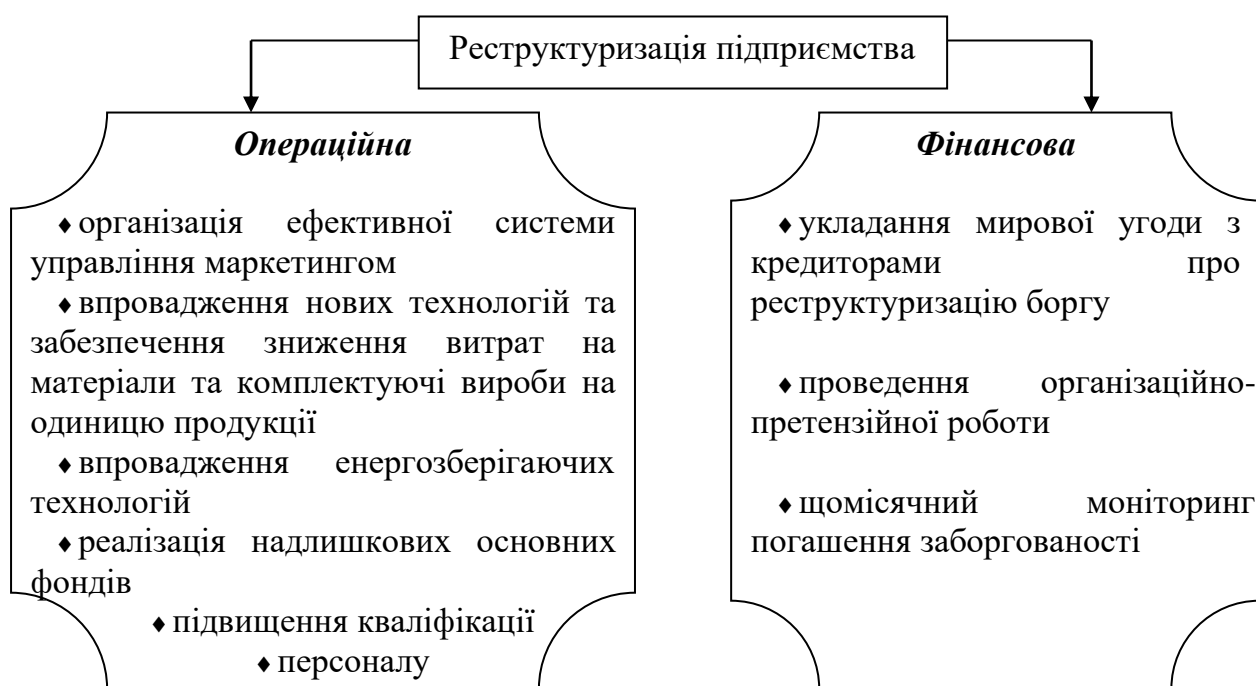 Реструктуризація підприємства
Операційна
♦ організація ефективної системи
управління маркетингом
♦ впровадження нових технологій та
забезпечення зниження витрат на
матеріали та комплектуючі вироби на
одиницю продукції
♦ впровадження енергозберігаючих
технологій
♦ реалізація надлишкових основних
фондів
♦ підвищення кваліфікації
♦ персоналу
Фінансова
♦ укладання мирової угоди з
кредиторами про
реструктуризацію боргу
♦ проведення організаційно-
претензійної роботи
♦ щомісячний моніторинг
погашення заборгованості